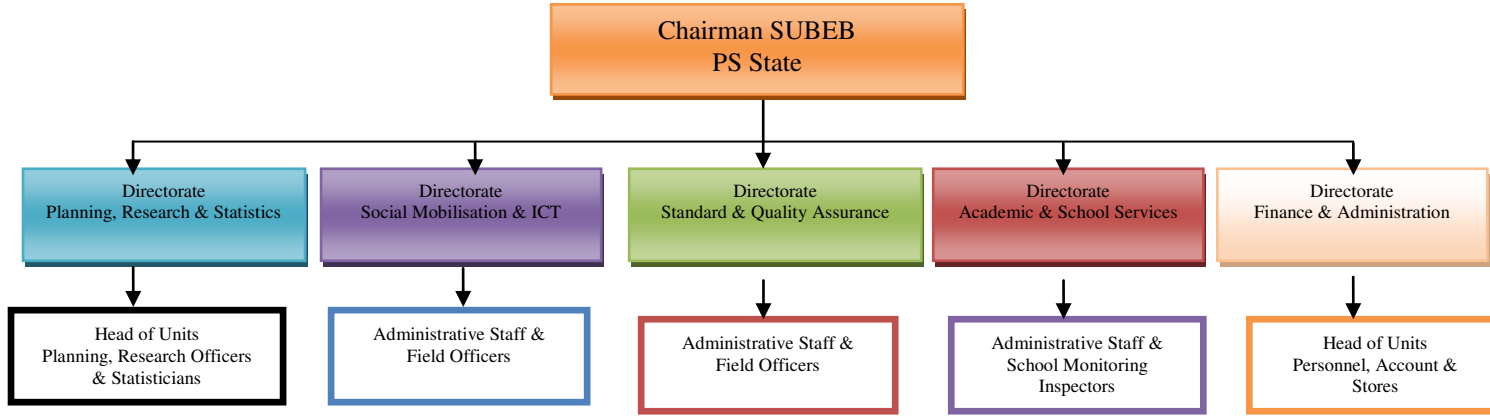 Chairman SUBEB
PS State
Directorate
Planning, Research & Statistics
Directorate
Social Mobilisation & ICT
Directorate
Standard & Quality Assurance
Directorate
Academic & School Services
Directorate
Finance & Administration
Head of Units
Planning, Research Officers
& Statisticians
Administrative Staff &
Field Officers
Administrative Staff &
Field Officers
Administrative Staff &
School Monitoring
Inspectors
Head of Units
Personnel, Account &
Stores